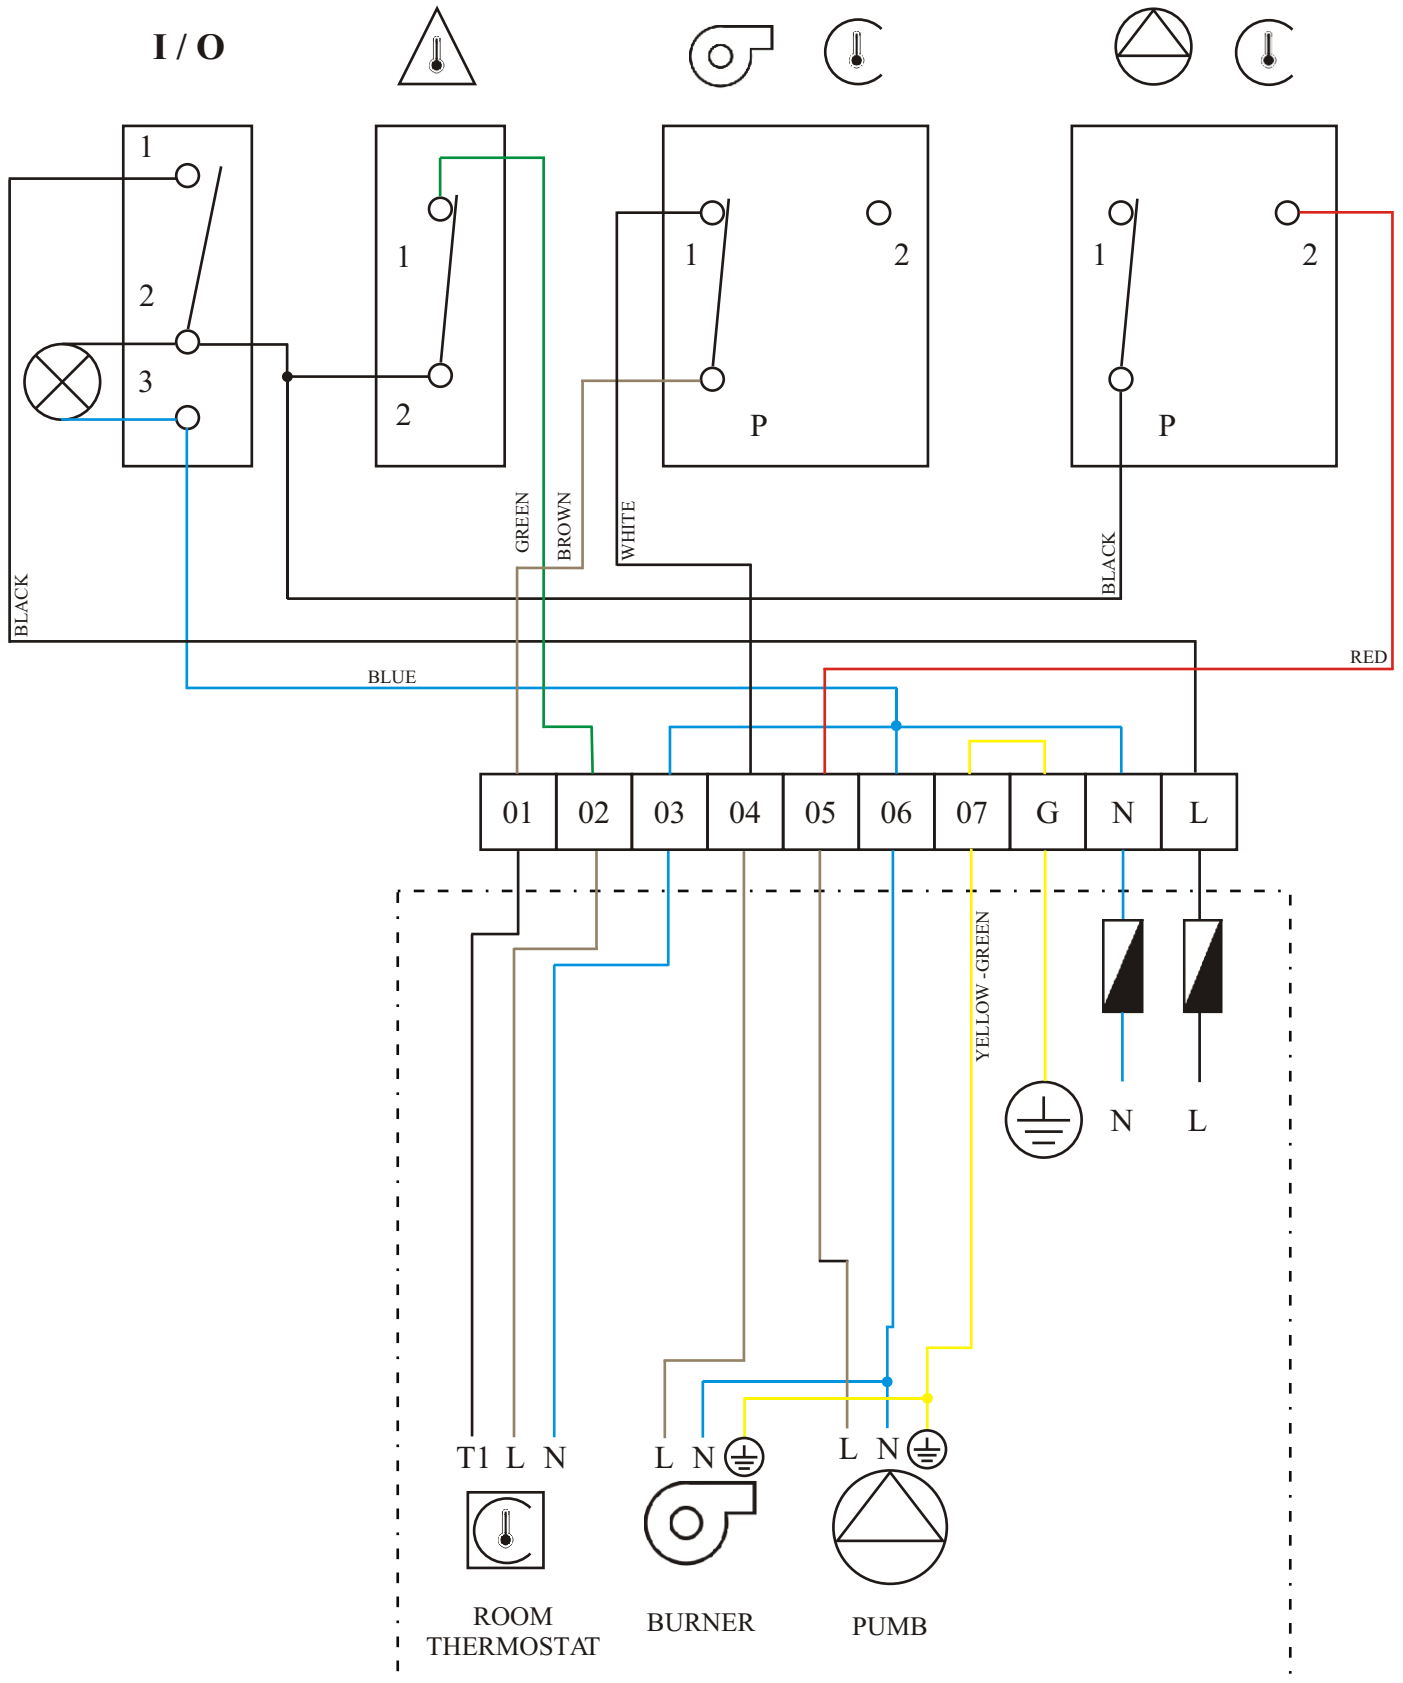 I / O
1
2
3
1
2
1
2
P
1
2
P
GREEN
BROWN
WHITE
BLACK
BLACK
RED
BLUE
01 02 03 04 05 06 07 G N L
YELLOW -GREEN
N L
T1 L N
L N
L N
ROOM
THERMOSTAT
BURNER
PUMB